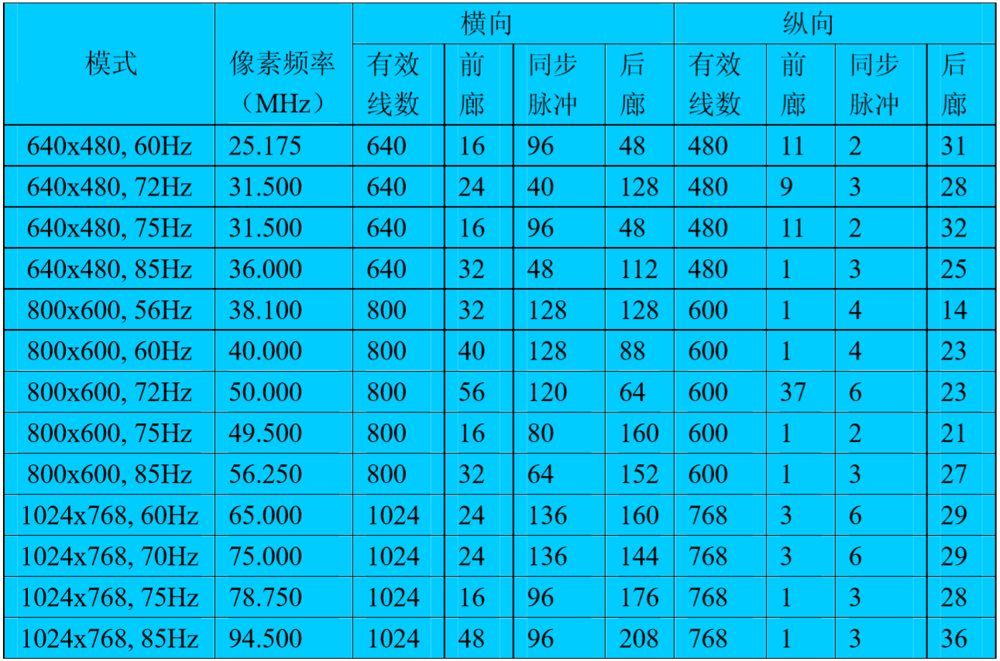 横向 纵向
模式 像素频率 有效 前 同步 后 有效 前 同步 后
（MHz） 线数 廊 脉冲 廊 线数 廊 脉冲 廊
640x480, 60Hz 25.175 640 16 96 48 480 11 2 31
640x480, 72Hz 31.500 640 24 40 128 480 9 3 28
640x480, 75Hz 31.500 640 16 96 48 480 11 2 32
640x480, 85Hz 36.000 640 32 48 112 480 1 3 25
800x600, 56Hz 38.100 800 32 128 128 600 1 4 14
800x600, 60Hz 40.000 800 40 128 88 600 1 4 23
800x600, 72Hz 50.000 800 56 120 64 600 37 6 23
800x600, 75Hz 49.500 800 16 80 160 600 1 2 21
800x600, 85Hz 56.250 800 32 64 152 600 1 3 27
1024x768, 60Hz 65.000 1024 24 136 160 768 3 6 29
1024x768, 70Hz 75.000 1024 24 136 144 768 3 6 29
1024x768, 75Hz 78.750 1024 16 96 176 768 1 3 28
1024x768, 85Hz 94.500 1024 48 96 208 768 1 3 36